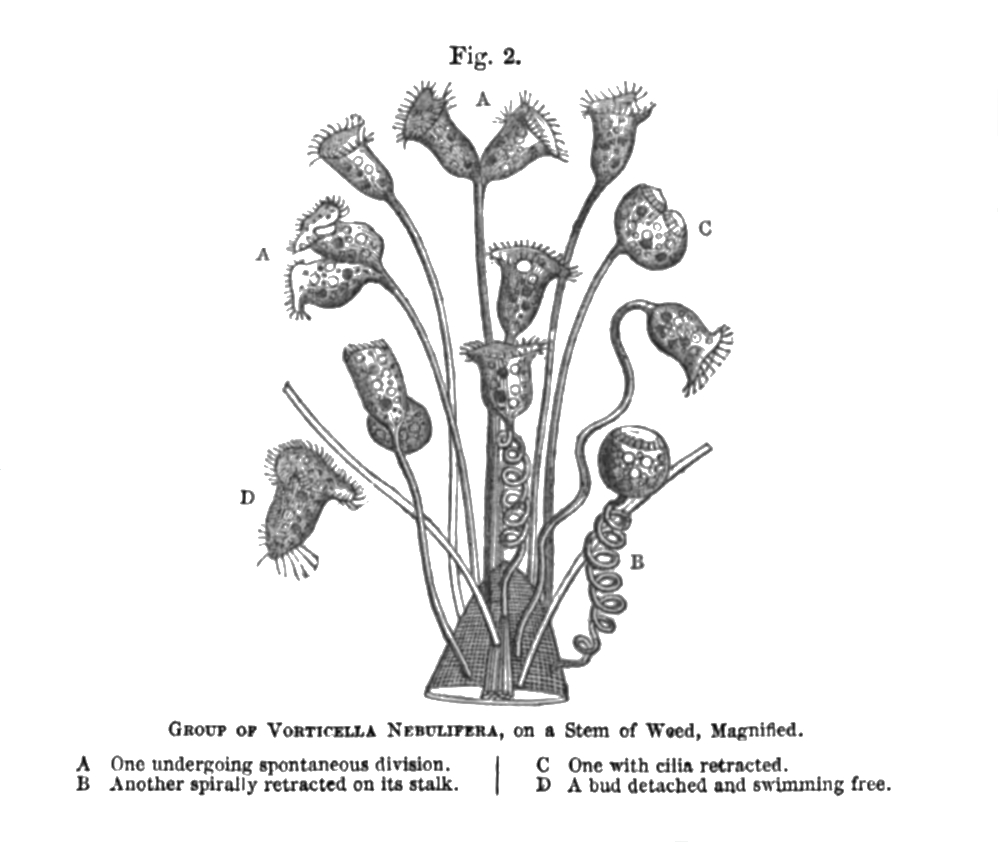 Fig. 2.
A
A
C
D
B
GROUP OF VORTICELLA NEBULIFERA, on a Stem of Weed, Magnified.
A One undergoing spontaneous division.
B Another spirally retracted on its stalk.
C One with cilia retracted.
D A bud detached and swimming free.